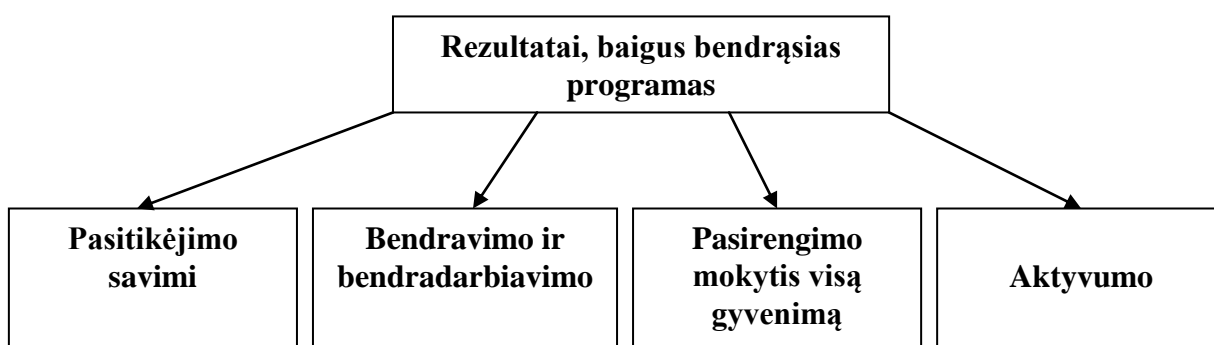 Rezultatai, baigus bendrąsias
programas
Pasitikėjimo
savimi
Bendravimo ir
bendradarbiavimo
Pasirengimo
mokytis visą
gyvenimą
Aktyvumo